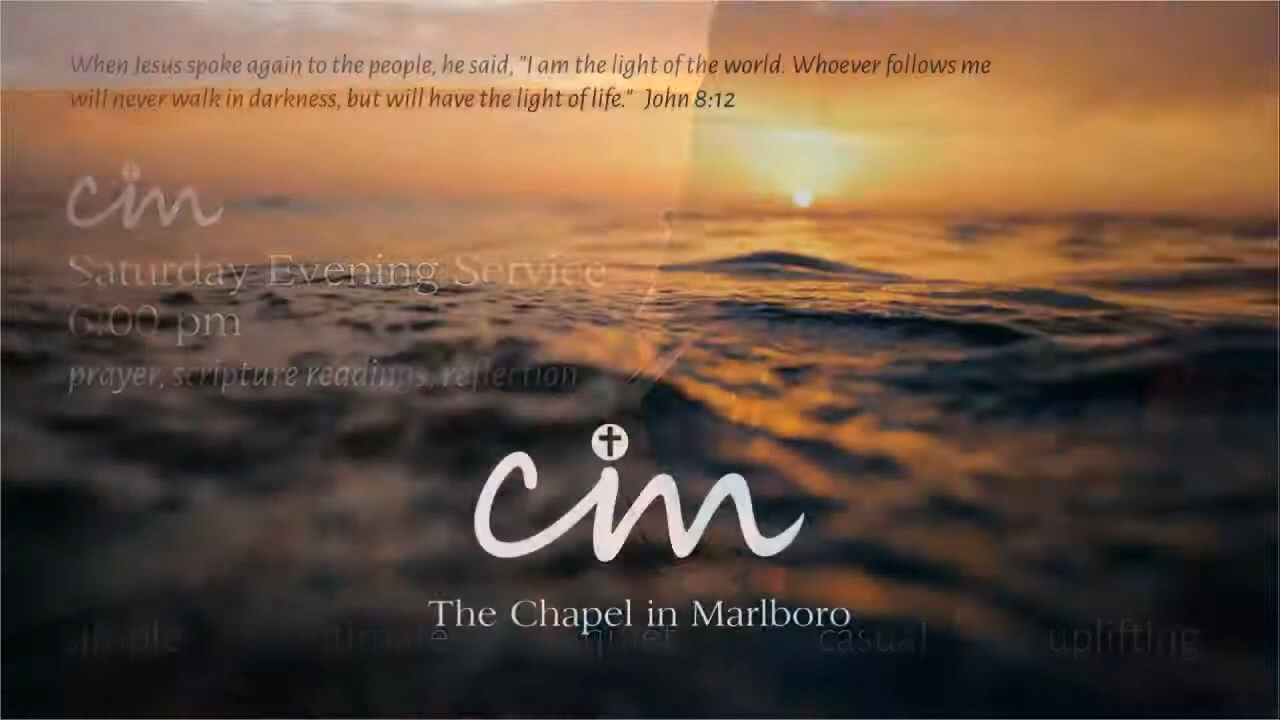 When Jesus spoke again to the people, he said, "I am the light of the world. Whoever follows me
will never walk in darkness, but will have the light of life." John 8:12
cim
Saturday Evening Service
6:00 pm
prayer, scripture readings, reflection
cim
The Chapel in Marlboro
simple intimate quiet casual uplifting